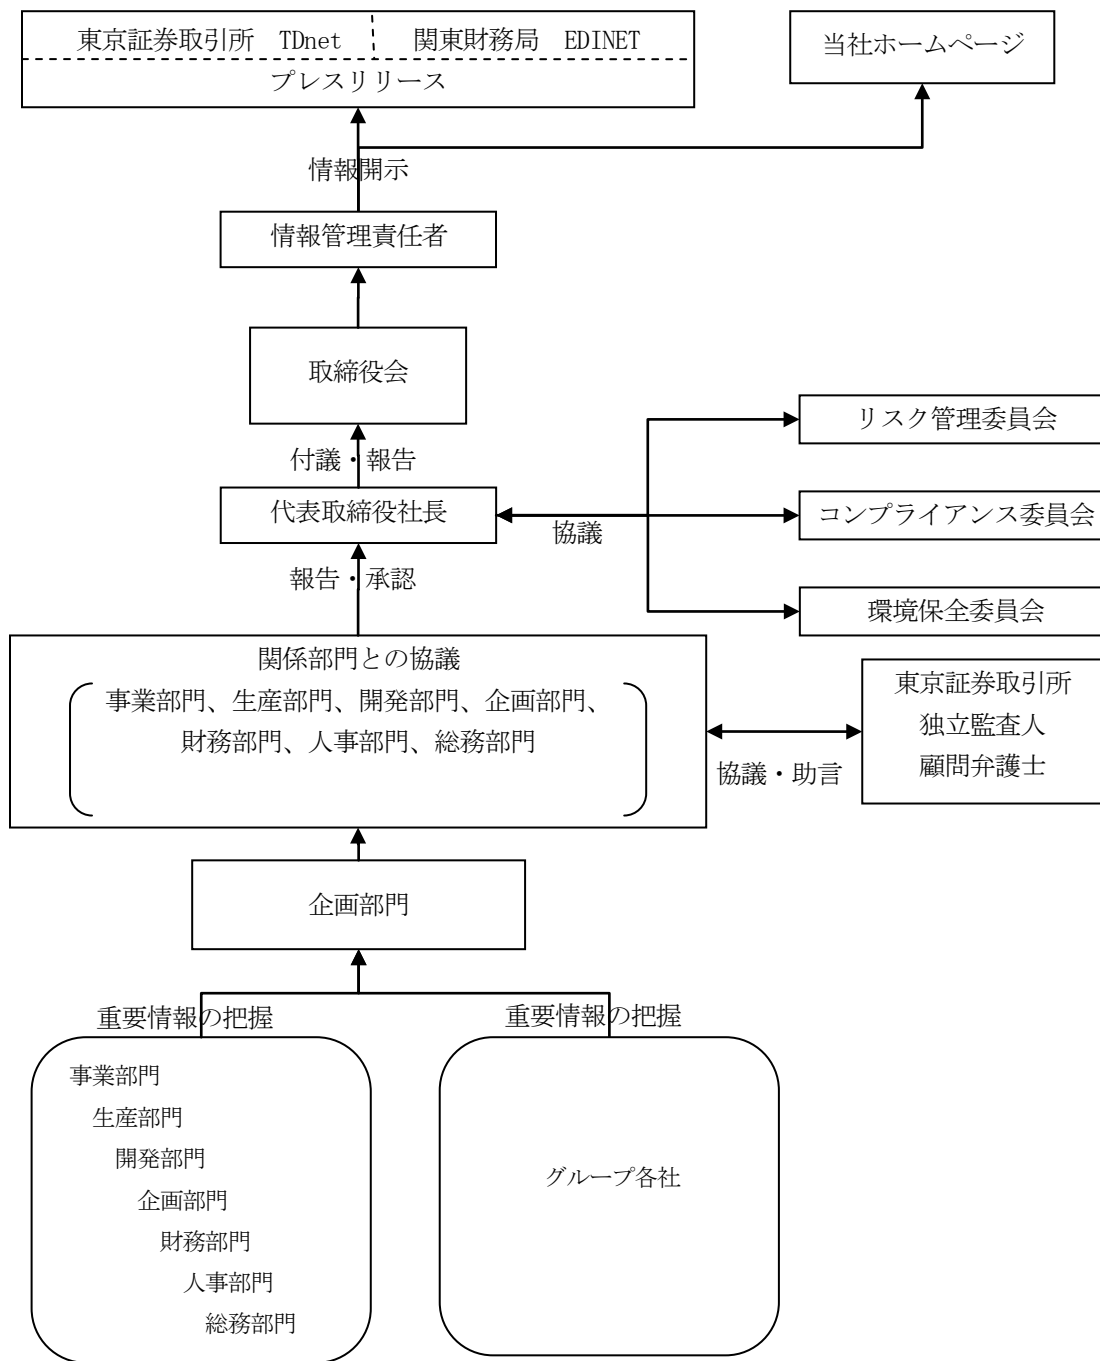 東京証券取引所　TDnet　関東財務局　EDINET
プレスリリース
当社ホームページ
情報開示
情報管理責任者
取締役会
付議・報告
代表取締役社長
協議
リスク管理委員会
コンプライアンス委員会
環境保全委員会
報告・承認
関係部門との協議
事業部門、生産部門、開発部門、企画部門、
財務部門、人事部門、総務部門
協議・助言
東京証券取引所
独立監査人
顧問弁護士
企画部門
重要情報の把握
重要情報の把握
事業部門
生産部門
開発部門
企画部門
財務部門
人事部門
総務部門
グループ各社